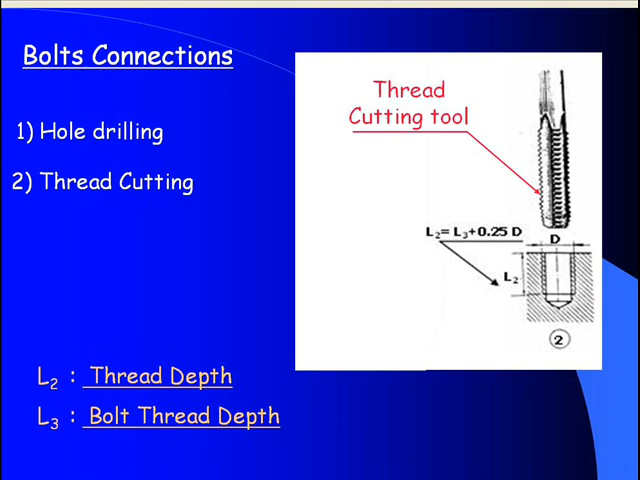 Bolts Connections
1) Hole drilling
2) Thread Cutting
Thread
Cutting tool
L₂= L₃+0.25 D
D
L₂
2
L₂ : Thread Depth
L₃ : Bolt Thread Depth